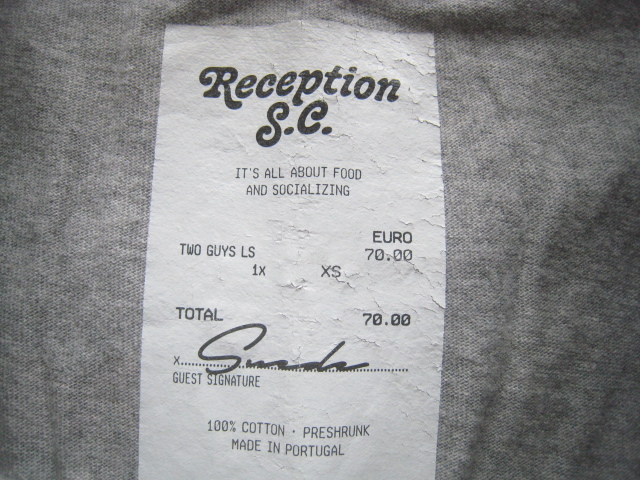 Reception
S.C.
IT'S ALL ABOUT FOOD
AND SOCIALIZING
EURO
TWO GUYS LS 70.00
1X XS
TOTAL 70.00
X
GUEST SIGNATURE
100% COTTON · PRESHRUNK
MADE IN PORTUGAL